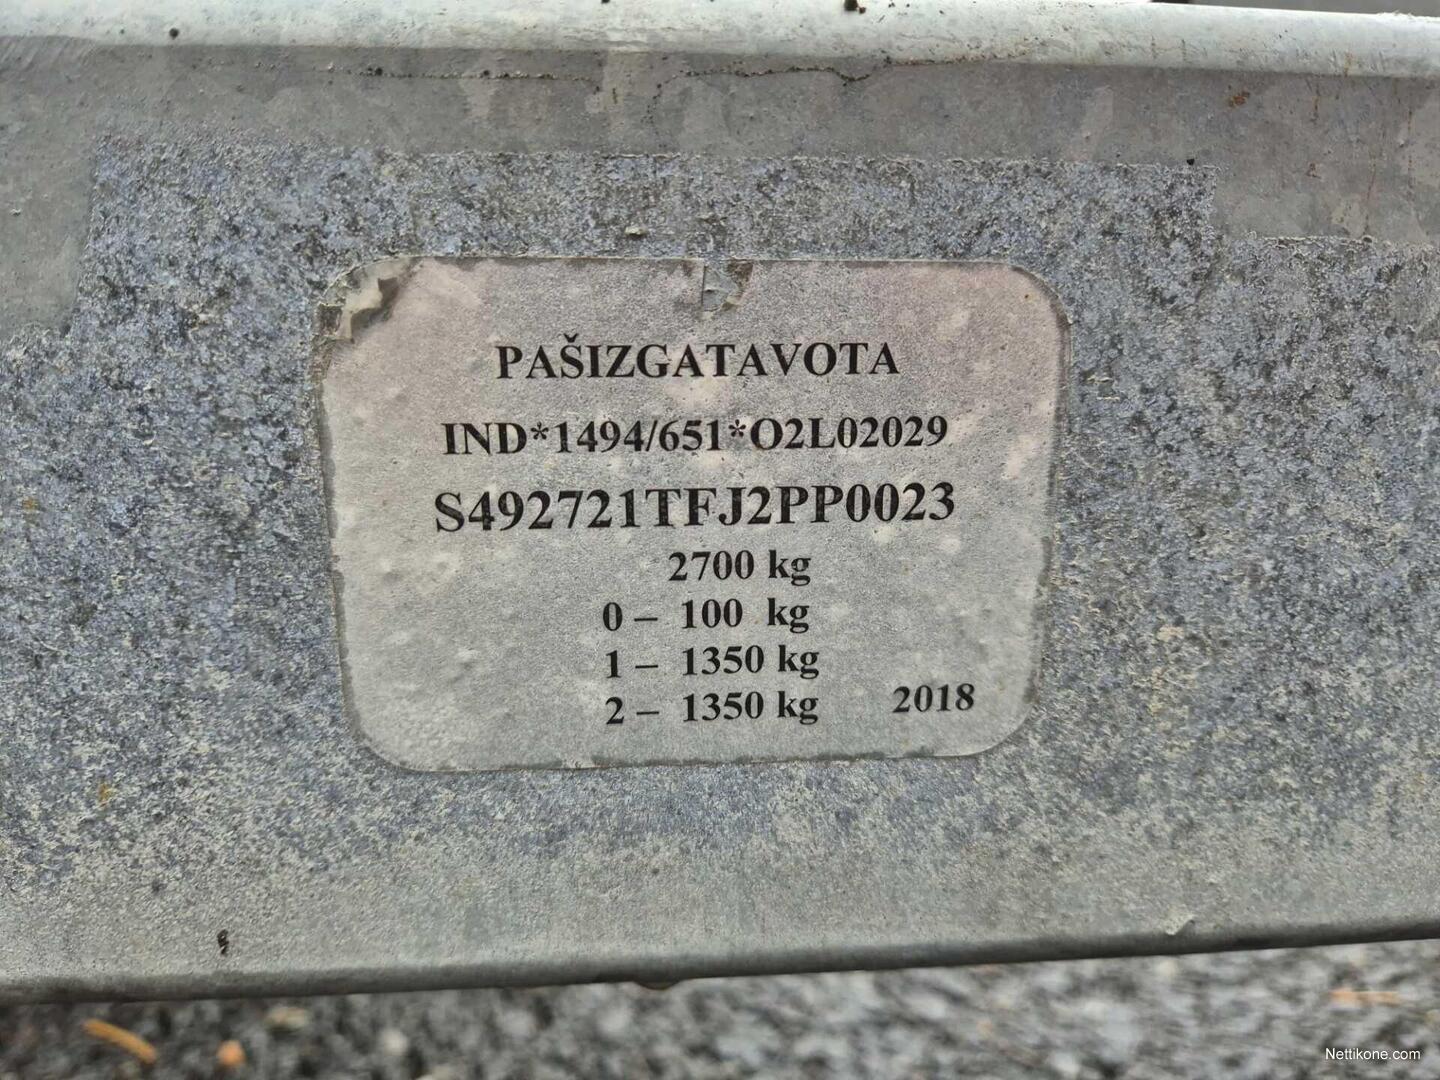 PAŠIZGATAVOTA
IND*1494/651*O2L02029
S492721TFJ2PP0023
2700 kg
0 – 100 kg
1 – 1350 kg
2 – 1350 kg 2018
Nettikone.com